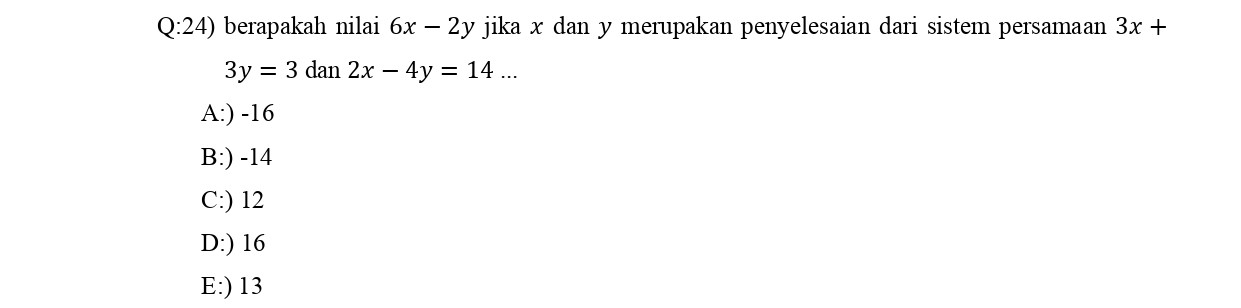 Q:24) berapakah nilai 6x − 2y jika x dan y merupakan penyelesaian dari sistem persamaan 3x +
3y = 3 dan 2x − 4y = 14 ...
A:) -16
B:) -14
C:) 12
D:) 16
E:) 13